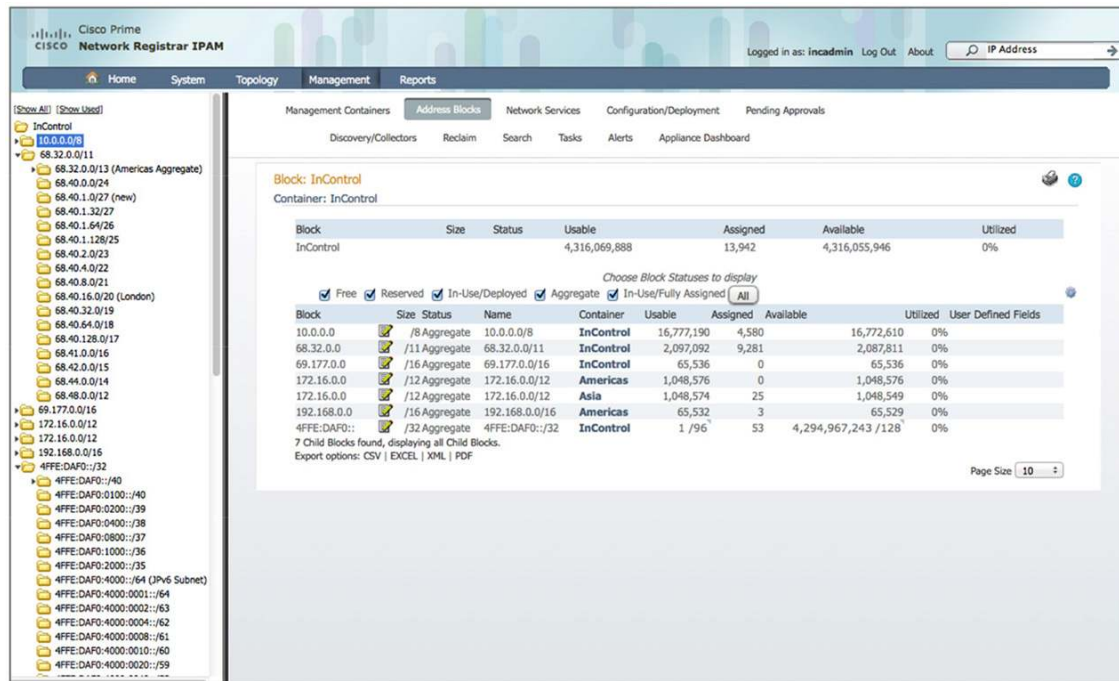 Cisco Prime
CISCO Network Registrar IPAM
Logged in as: incadmin Log Out About
IP Address
Home System Topology Management Reports
[Show All] [Show Used]
InControl
10.0.0.0/8
68.32.0.0/11
68.32.0.0/13 (Americas Aggregate)
68.40.0.0/24
68.40.1.0/27 (new)
68.40.1.32/27
68.40.1.64/26
68.40.1.128/25
68.40.2.0/23
68.40.4.0/22
68.40.8.0/21
68.40.16.0/20 (London)
68.40.32.0/19
68.40.64.0/18
68.40.128.0/17
68.41.0.0/16
68.42.0.0/15
68.44.0.0/14
68.48.0.0/12
69.177.0.0/16
172.16.0.0/12
172.16.0.0/12
192.168.0.0/16
4FFE:DAF0::/32
4FFE:DAF0::/40
4FFE:DAF0:0100::/40
4FFE:DAF0:0200::/39
4FFE:DAF0:0400::/38
4FFE:DAF0:0800::/37
4FFE:DAF0:1000::/36
4FFE:DAF0:2000::/35
4FFE:DAF0:4000::/64 (JPv6 Subnet)
4FFE:DAF0:4000:0001::/64
4FFE:DAF0:4000:0002::/63
4FFE:DAF0:4000:0004::/62
4FFE:DAF0:4000:0008::/61
4FFE:DAF0:4000:0010::/60
4FFE:DAF0:4000:0020::/59
Management Containers Address Blocks Network Services Configuration/Deployment Pending Approvals
Discovery/Collectors Reclaim Search Tasks Alerts Appliance Dashboard
Block: InControl
Container: InControl
Block Size Status Usable Assigned Available Utilized
InControl 4,316,069,888 13,942 4,316,055,946 0%
Choose Block Statuses to display
Free Reserved In-Use/Deployed Aggregate In-Use/Fully Assigned All
Block Size Status Name Container Usable Assigned Available Utilized User Defined Fields
10.0.0.0 /8 Aggregate 10.0.0.0/8 InControl 16,777,190 4,580 16,772,610 0%
68.32.0.0 /11 Aggregate 68.32.0.0/11 InControl 2,097,092 9,281 2,087,811 0%
69.177.0.0 /16 Aggregate 69.177.0.0/16 InControl 65,536 0 65,536 0%
172.16.0.0 /12 Aggregate 172.16.0.0/12 Americas 1,048,576 0 1,048,576 0%
172.16.0.0 /12 Aggregate 172.16.0.0/12 Asia 1,048,574 25 1,048,549 0%
192.168.0.0 /16 Aggregate 192.168.0.0/16 Americas 65,532 3 65,529 0%
4FFE:DAF0:: /32 Aggregate 4FFE:DAF0::/32 InControl 1 /96 53 4,294,967,243 /128 0%
7 Child Blocks found, displaying all Child Blocks.
Export options: CSV | EXCEL | XML | PDF
Page Size 10